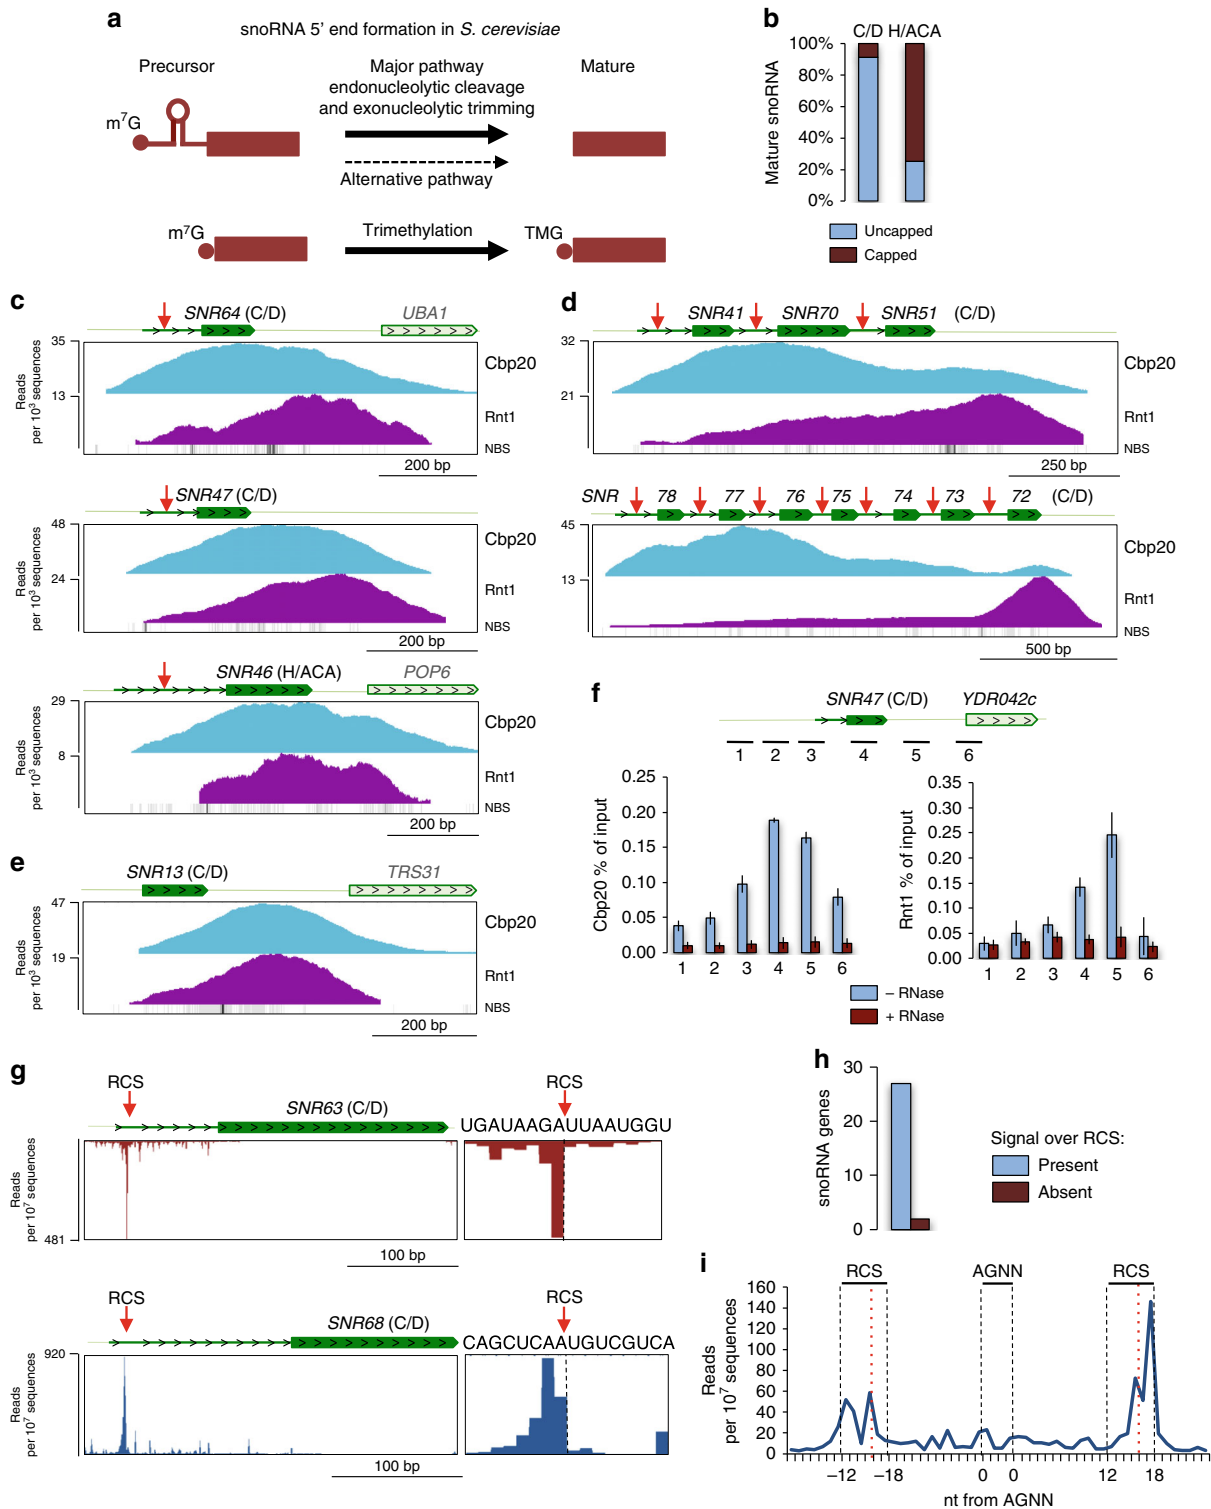 a
snoRNA 5' end formation in S. cerevisiae
Precursor
Major pathway
endonucleolytic cleavage
and exonucleolytic trimming
Mature
m7G
Alternative pathway
m7G
Trimethylation
TMG
b
C/D H/ACA
Mature snoRNA
100%
80%
60%
40%
20%
0%
Uncapped
Capped
c
SNR64 (C/D)
UBA1
35
13
Reads
per 10³ sequences
Cbp20
Rnt1
NBS
200 bp
SNR47 (C/D)
48
24
Reads
per 10³ sequences
Cbp20
Rnt1
NBS
200 bp
SNR46 (H/ACA)
POP6
29
8
Reads
per 10³ sequences
Cbp20
Rnt1
NBS
200 bp
d
SNR41 SNR70 SNR51 (C/D)
32
21
Cbp20
Rnt1
NBS
250 bp
SNR 78 77 76 75 74 73 72 (C/D)
45
13
Cbp20
Rnt1
NBS
500 bp
e
SNR13 (C/D)
TRS31
47
19
Reads
per 10³ sequences
Cbp20
Rnt1
NBS
200 bp
f
SNR47 (C/D)
YDR042c
1 2 3 4 5 6
Cbp20 % of input
0.25
0.20
0.15
0.10
0.05
0.00
1 2 3 4 5 6
Rnt1 % of input
0.35
0.30
0.25
0.20
0.15
0.10
0.05
0.00
1 2 3 4 5 6
– RNase
+ RNase
g
RCS
SNR63 (C/D)
RCS
UGAUAAGAUUAAUGGU
Reads
per 10⁷ sequences
481
100 bp
RCS
SNR68 (C/D)
RCS
CAGCUCAAUGUCGUCA
920
Reads
per 10⁷ sequences
100 bp
h
snoRNA genes
30
20
10
0
Signal over RCS:
Present
Absent
i
RCS AGNN RCS
Reads
per 10⁷ sequences
160
140
120
100
80
60
40
20
0
–12 –18 0 0 12 18
nt from AGNN